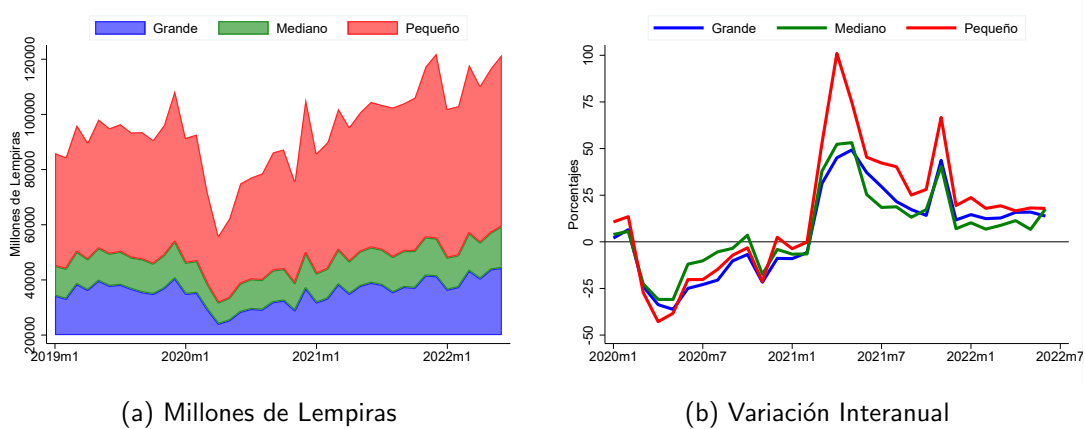 Grande Mediano Pequeño
Millones de Lempiras
120000
100000
80000
60000
40000
20000
2019m1 2020m1 2021m1 2022m1
(a) Millones de Lempiras
Grande Mediano Pequeño
Porcentajes
100
75
50
25
0
-25
-50
2020m1 2020m7 2021m1 2021m7 2022m1 2022m7
(b) Variación Interanual